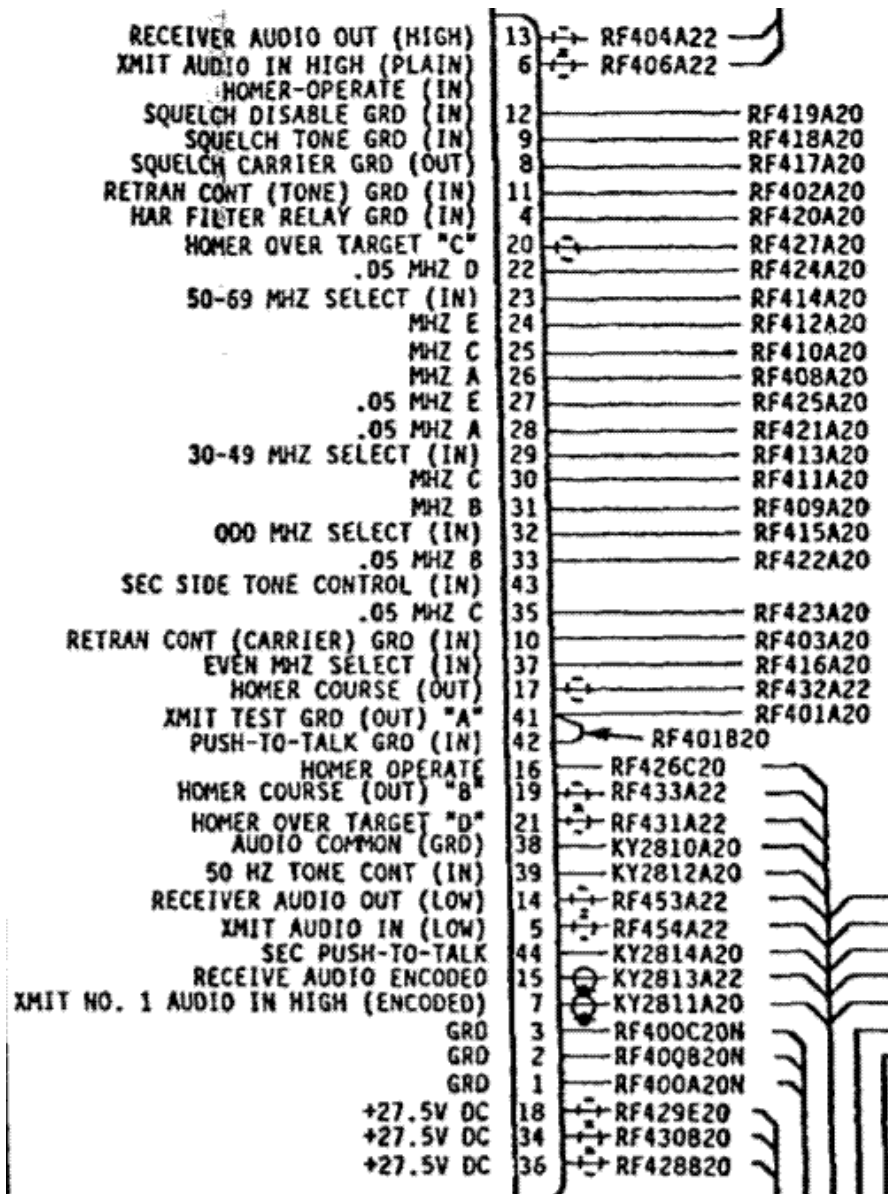 RECEIVER AUDIO OUT (HIGH) 13 RF404A22
XMIT AUDIO IN HIGH (PLAIN) 6 RF406A22
HOMER-OPERATE (IN)
SQUELCH DISABLE GRD (IN) 12 RF419A20
SQUELCH TONE GRD (IN) 9 RF418A20
SQUELCH CARRIER GRD (OUT) 8 RF417A20
RETRAN CONT (TONE) GRD (IN) 11 RF402A20
HAR FILTER RELAY GRD (IN) 4 RF420A20
HOMER OVER TARGET "C" 20 RF427A20
.05 MHZ D 22 RF424A20
50-69 MHZ SELECT (IN) 23 RF414A20
MHZ E 24 RF412A20
MHZ C 25 RF410A20
MHZ A 26 RF408A20
.05 MHZ E 27 RF425A20
.05 MHZ A 28 RF421A20
30-49 MHZ SELECT (IN) 29 RF413A20
MHZ C 30 RF411A20
MHZ B 31 RF409A20
ODD MHZ SELECT (IN) 32 RF415A20
.05 MHZ B 33 RF422A20
SEC SIDE TONE CONTROL (IN) 43
.05 MHZ C 35 RF423A20
RETRAN CONT (CARRIER) GRD (IN) 10 RF403A20
EVEN MHZ SELECT (IN) 37 RF416A20
HOMER COURSE (OUT) 17 RF432A22
XMIT TEST GRD (OUT) "A" 41 RF401A20
PUSH-TO-TALK GRD (IN) 42 RF401B20
HOMER OPERATE 16 RF426C20
HOMER COURSE (OUT) "B" 19 RF433A22
HOMER OVER TARGET "D" 21 RF431A22
AUDIO COMMON (GRD) 38 KY2810A20
50 HZ TONE CONT (IN) 39 KY2812A20
RECEIVER AUDIO OUT (LOW) 14 RF453A22
XMIT AUDIO IN (LOW) 5 RF454A22
SEC PUSH-TO-TALK 44 KY2814A20
RECEIVE AUDIO ENCODED 15 KY2813A22
XMIT NO. 1 AUDIO IN HIGH (ENCODED) 7 KY2811A20
GRD 3 RF400C20N
GRD 2 RF400B20N
GRD 1 RF400A20N
+27.5V DC 18 RF429E20
+27.5V DC 34 RF430B20
+27.5V DC 36 RF428B20